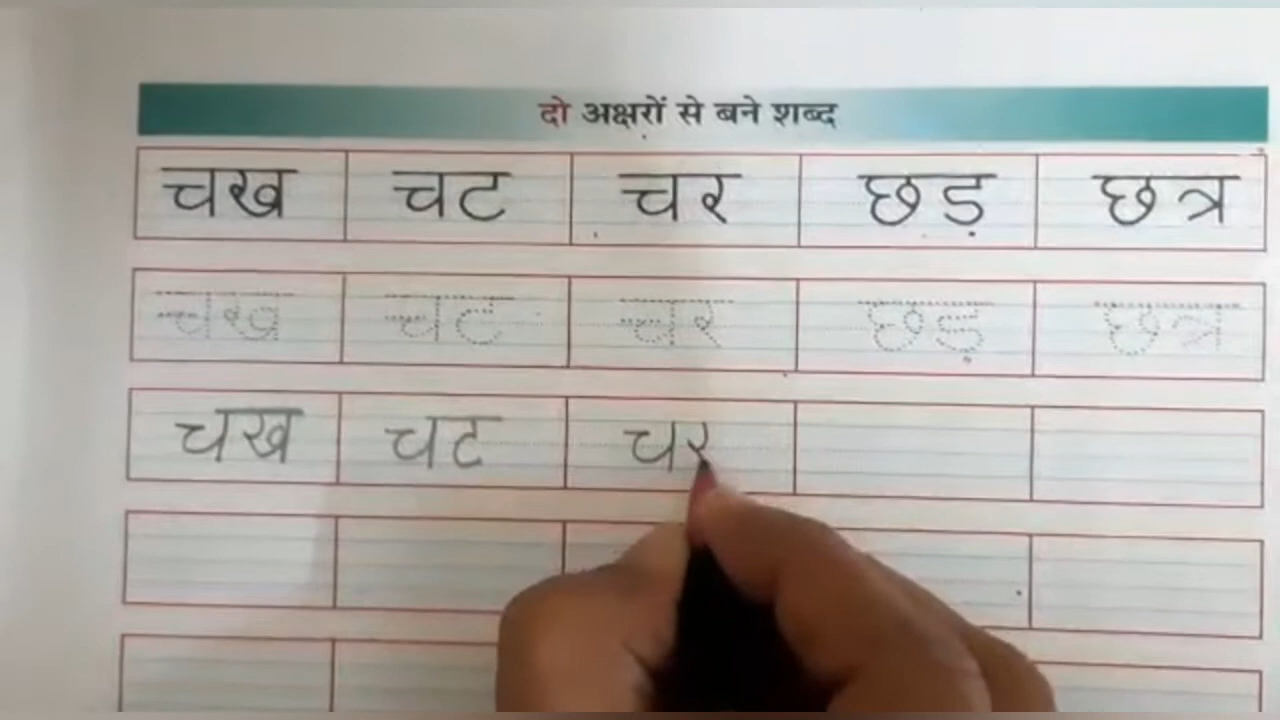 दो अक्षरों से बने शब्द
चख चट चर छड़ छत्र
चख चट चर छड़ छत्र
चख चट चर